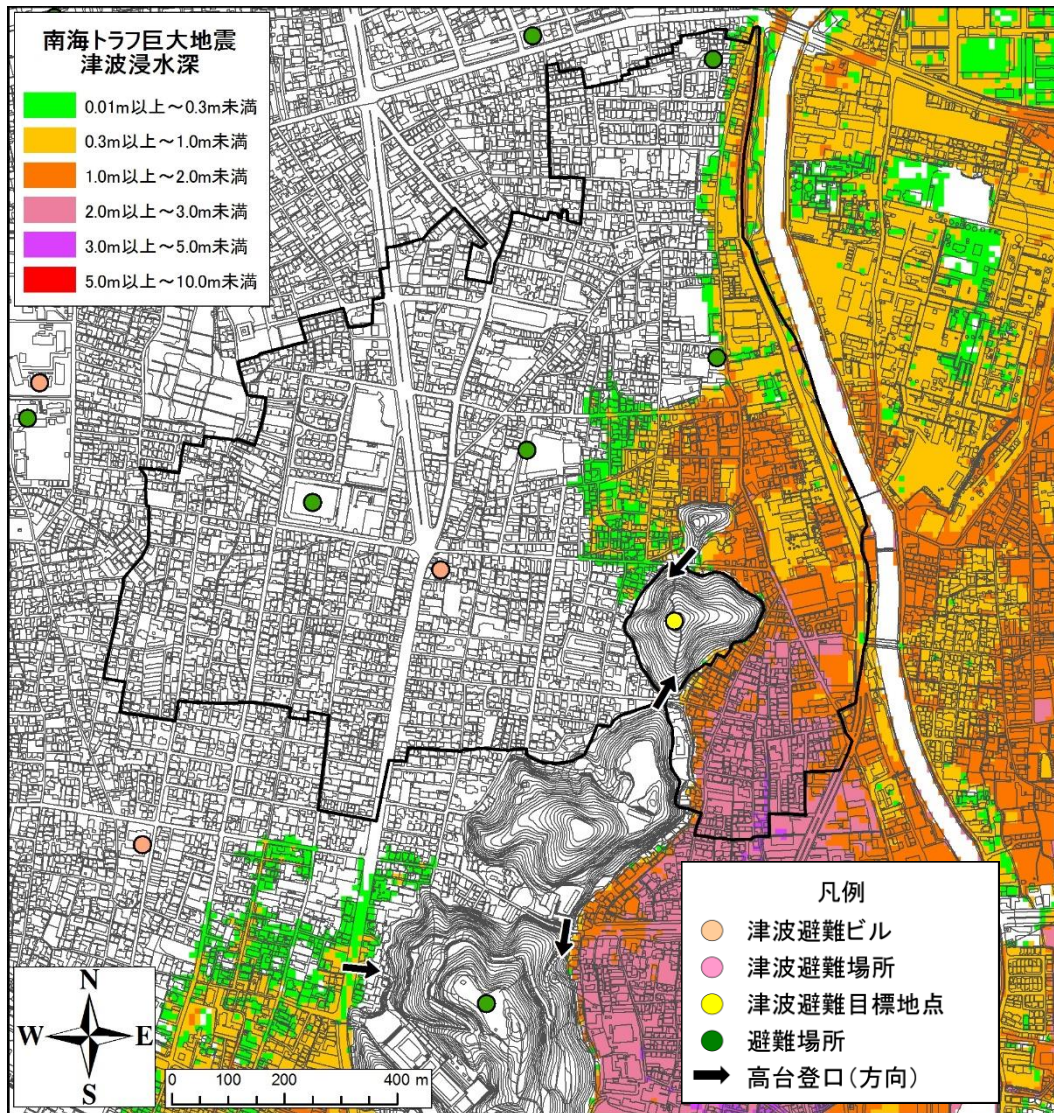 南海トラフ巨大地震
津波浸水深
0.01m以上～0.3m未満
0.3m以上～1.0m未満
1.0m以上～2.0m未満
2.0m以上～3.0m未満
3.0m以上～5.0m未満
5.0m以上～10.0m未満
凡例
津波避難ビル
津波避難場所
津波避難目標地点
避難場所
高台登口(方向)
N
W E
S
0 100 200 400 m